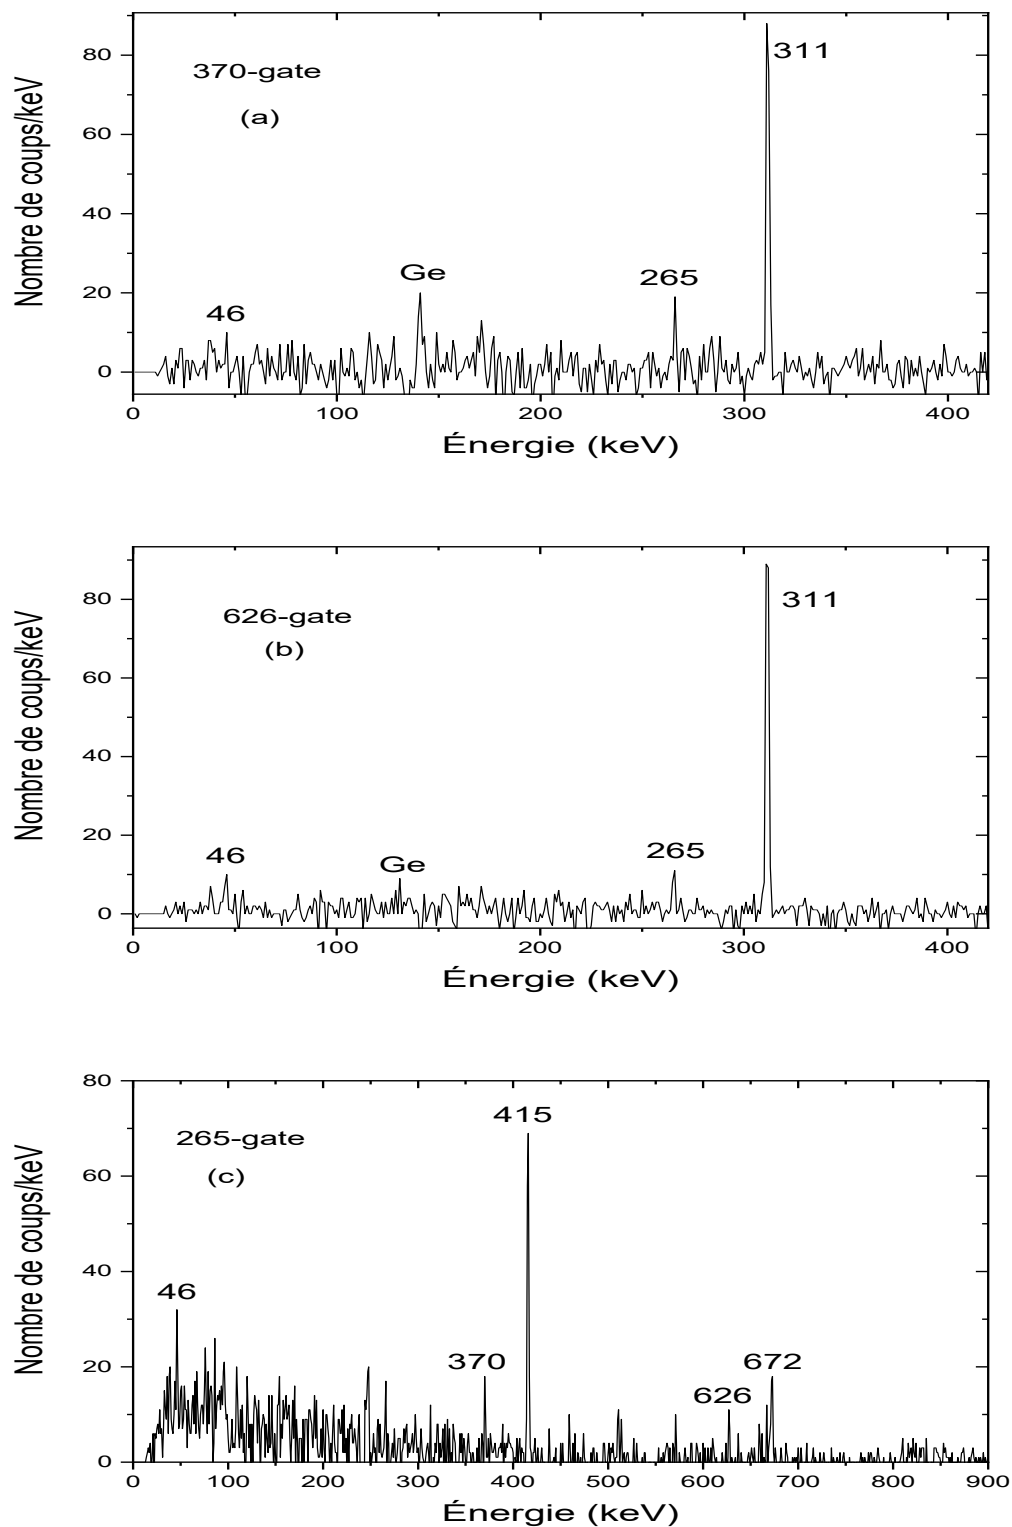 Nombre de coups/keV
370-gate
(a)
311
Ge
265
46
80
60
40
20
0
0 100 200 300 400
Énergie (keV)
Nombre de coups/keV
626-gate
(b)
311
265
46
Ge
80
60
40
20
0
0 100 200 300 400
Énergie (keV)
Nombre de coups/keV
265-gate
(c)
415
46
370
672
626
80
60
40
20
0
0 100 200 300 400 500 600 700 800 900
Énergie (keV)